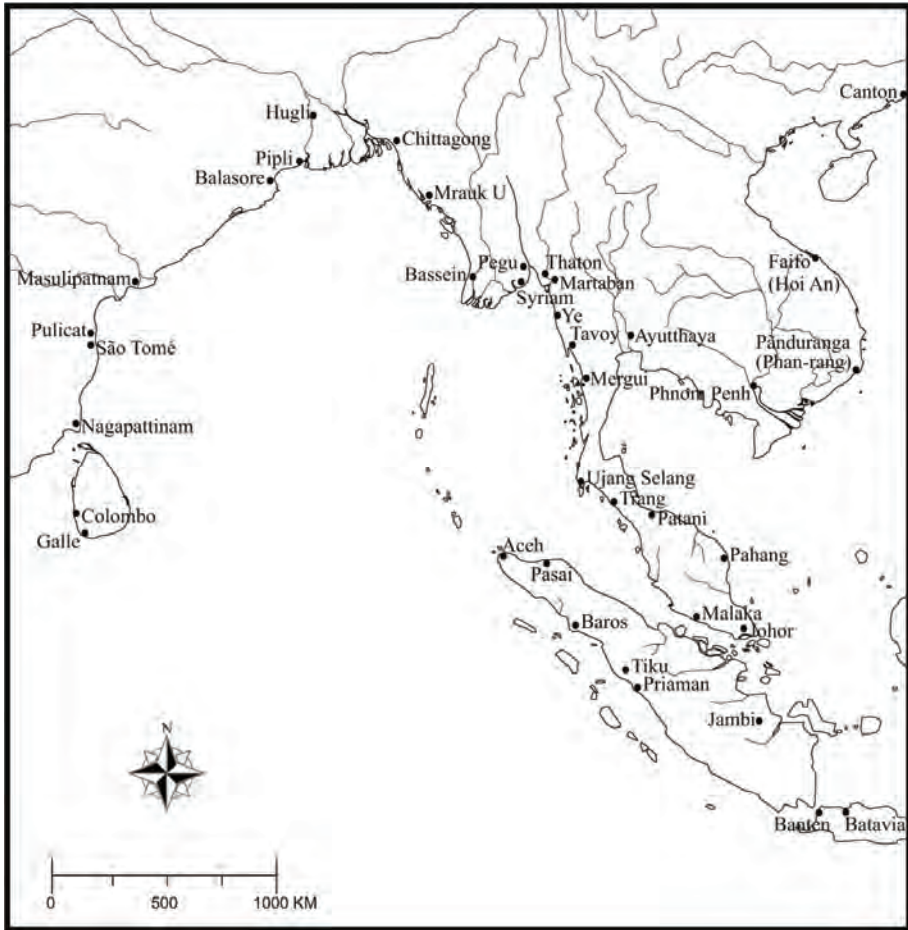 Canton
Hugli
Chittagong
Pipli
Balasore
Mrauk U
Masulipatnam
Bassein
Pegu
Thaton
Martaban
Syriam
Faifo
(Hoi An)
Ye
Pulicat
São Tomé
Tavoy
Ayutthaya
Panduranga
(Phan-rang)
Mergui
Phnom Penh
Nagapattinam
Ujang Selang
Trang
Patani
Colombo
Galle
Aceh
Pasai
Pahang
Baros
Malaka
Johor
Tiku
Priaman
Jambi
N
Banten
Batavia
0 500 1000 KM